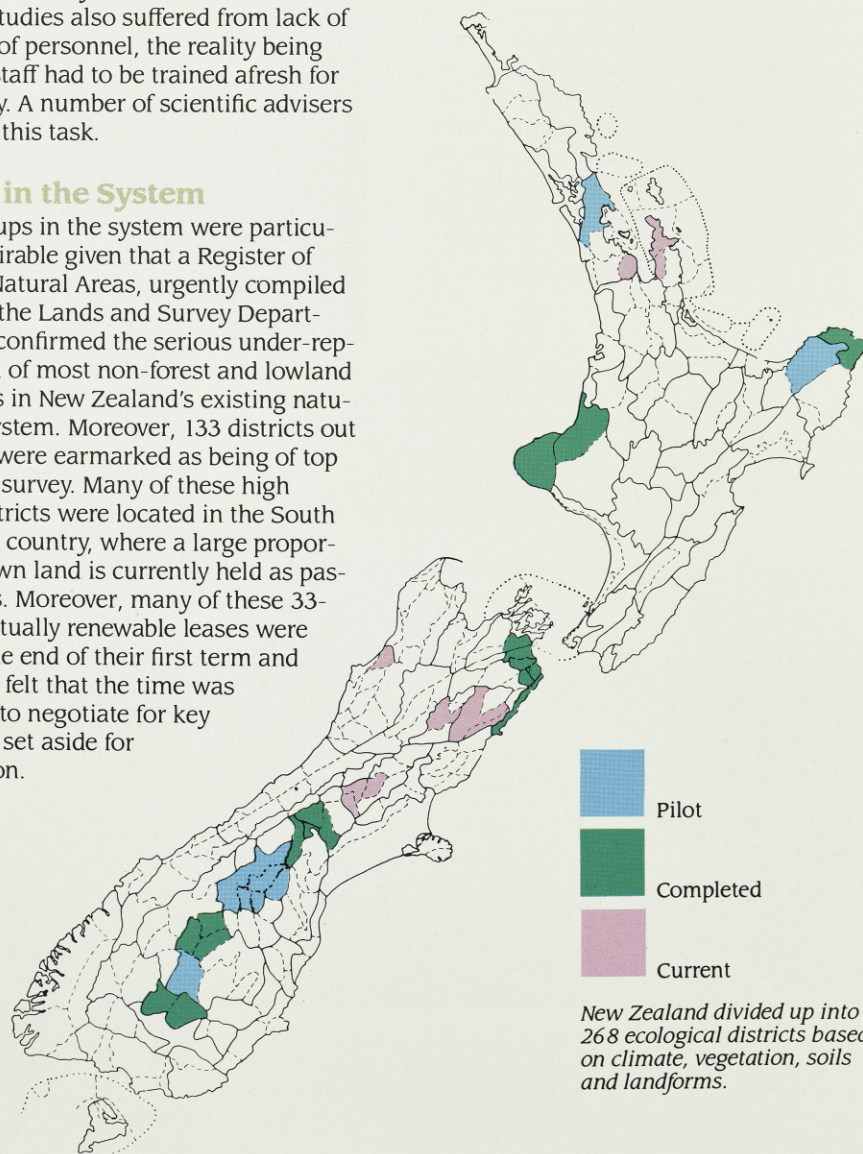 tudies also suffered from lack of
of personnel, the reality being
staff had to be trained afresh for
y. A number of scientific advisers
this task.
in the System
ups in the system were particu-
irable given that a Register of
Natural Areas, urgently compiled
the Lands and Survey Depart-
confirmed the serious under-rep-
of most non-forest and lowland
s in New Zealand's existing natu-
ystem. Moreover, 133 districts out
were earmarked as being of top
survey. Many of these high
tricts were located in the South
country, where a large propor-
wn land is currently held as pas-
s. Moreover, many of these 33-
tually renewable leases were
e end of their first term and
felt that the time was
to negotiate for key
set aside for
on.
Pilot
Completed
Current
New Zealand divided up into
268 ecological districts based
on climate, vegetation, soils
and landforms.